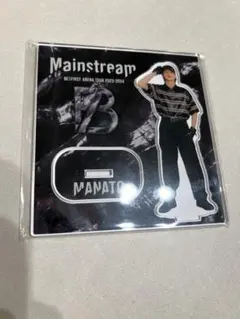 Mainstream
BE:FIRST ARENA TOUR 2023-2024
B
MANATO